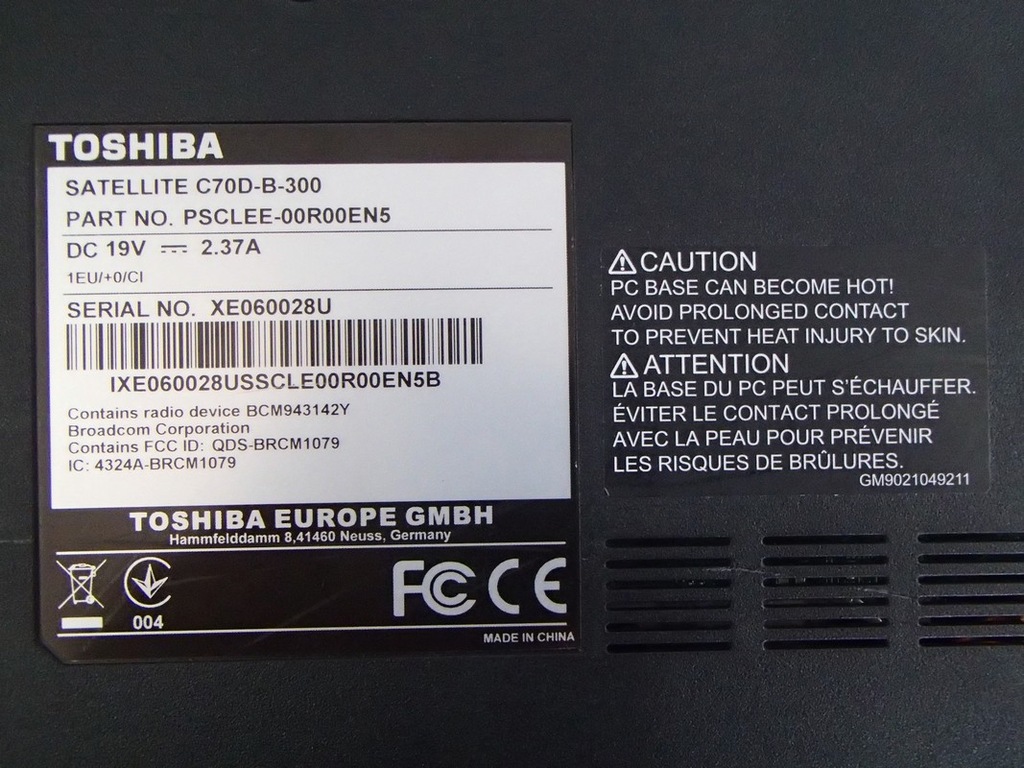 TOSHIBA
SATELLITE C70D-B-300
PART NO. PSCLEE-00R00EN5
DC 19V ⎓ 2.37A
1EU/+0/CI
SERIAL NO. XE060028U
IXE060028USSCLE00R00EN5B
Contains radio device BCM943142Y
Broadcom Corporation
Contains FCC ID: QDS-BRCM1079
IC: 4324A-BRCM1079
TOSHIBA EUROPE GMBH
Hammfelddamm 8,41460 Neuss, Germany
004
FC CE
MADE IN CHINA
⚠CAUTION
PC BASE CAN BECOME HOT!
AVOID PROLONGED CONTACT
TO PREVENT HEAT INJURY TO SKIN.
⚠ATTENTION
LA BASE DU PC PEUT S'ÉCHAUFFER.
ÉVITER LE CONTACT PROLONGÉ
AVEC LA PEAU POUR PRÉVENIR
LES RISQUES DE BRÛLURES.
GM9021049211